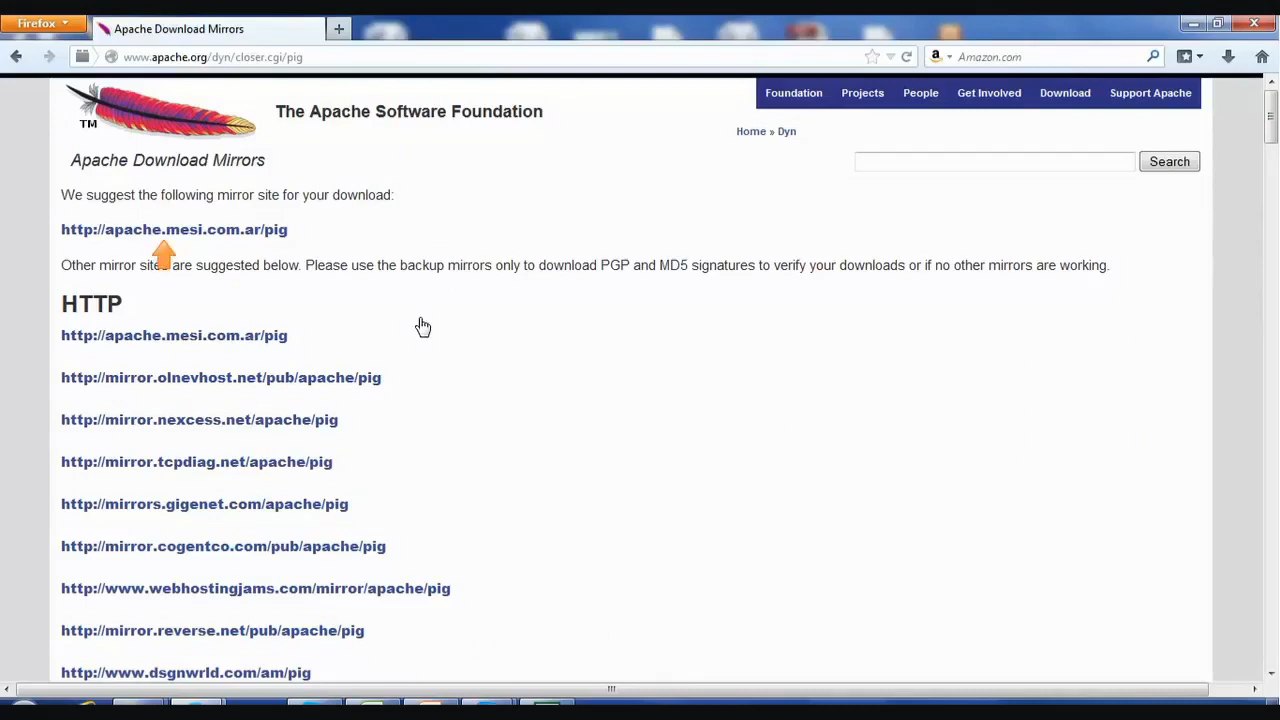 Firefox
Apache Download Mirrors
www.apache.org/dyn/closer.cgi/pig
Amazon.com
TM
The Apache Software Foundation
Foundation Projects People Get Involved Download Support Apache
Home » Dyn
Apache Download Mirrors
Search
We suggest the following mirror site for your download:
http://apache.mesi.com.ar/pig
Other mirror sites are suggested below. Please use the backup mirrors only to download PGP and MD5 signatures to verify your downloads or if no other mirrors are working.
HTTP
http://apache.mesi.com.ar/pig
http://mirror.olnevhost.net/pub/apache/pig
http://mirror.nexcess.net/apache/pig
http://mirror.tcpdiag.net/apache/pig
http://mirrors.gigenet.com/apache/pig
http://mirror.cogentco.com/pub/apache/pig
http://www.webhostingjams.com/mirror/apache/pig
http://mirror.reverse.net/pub/apache/pig
http://www.dsgnwrld.com/am/pig